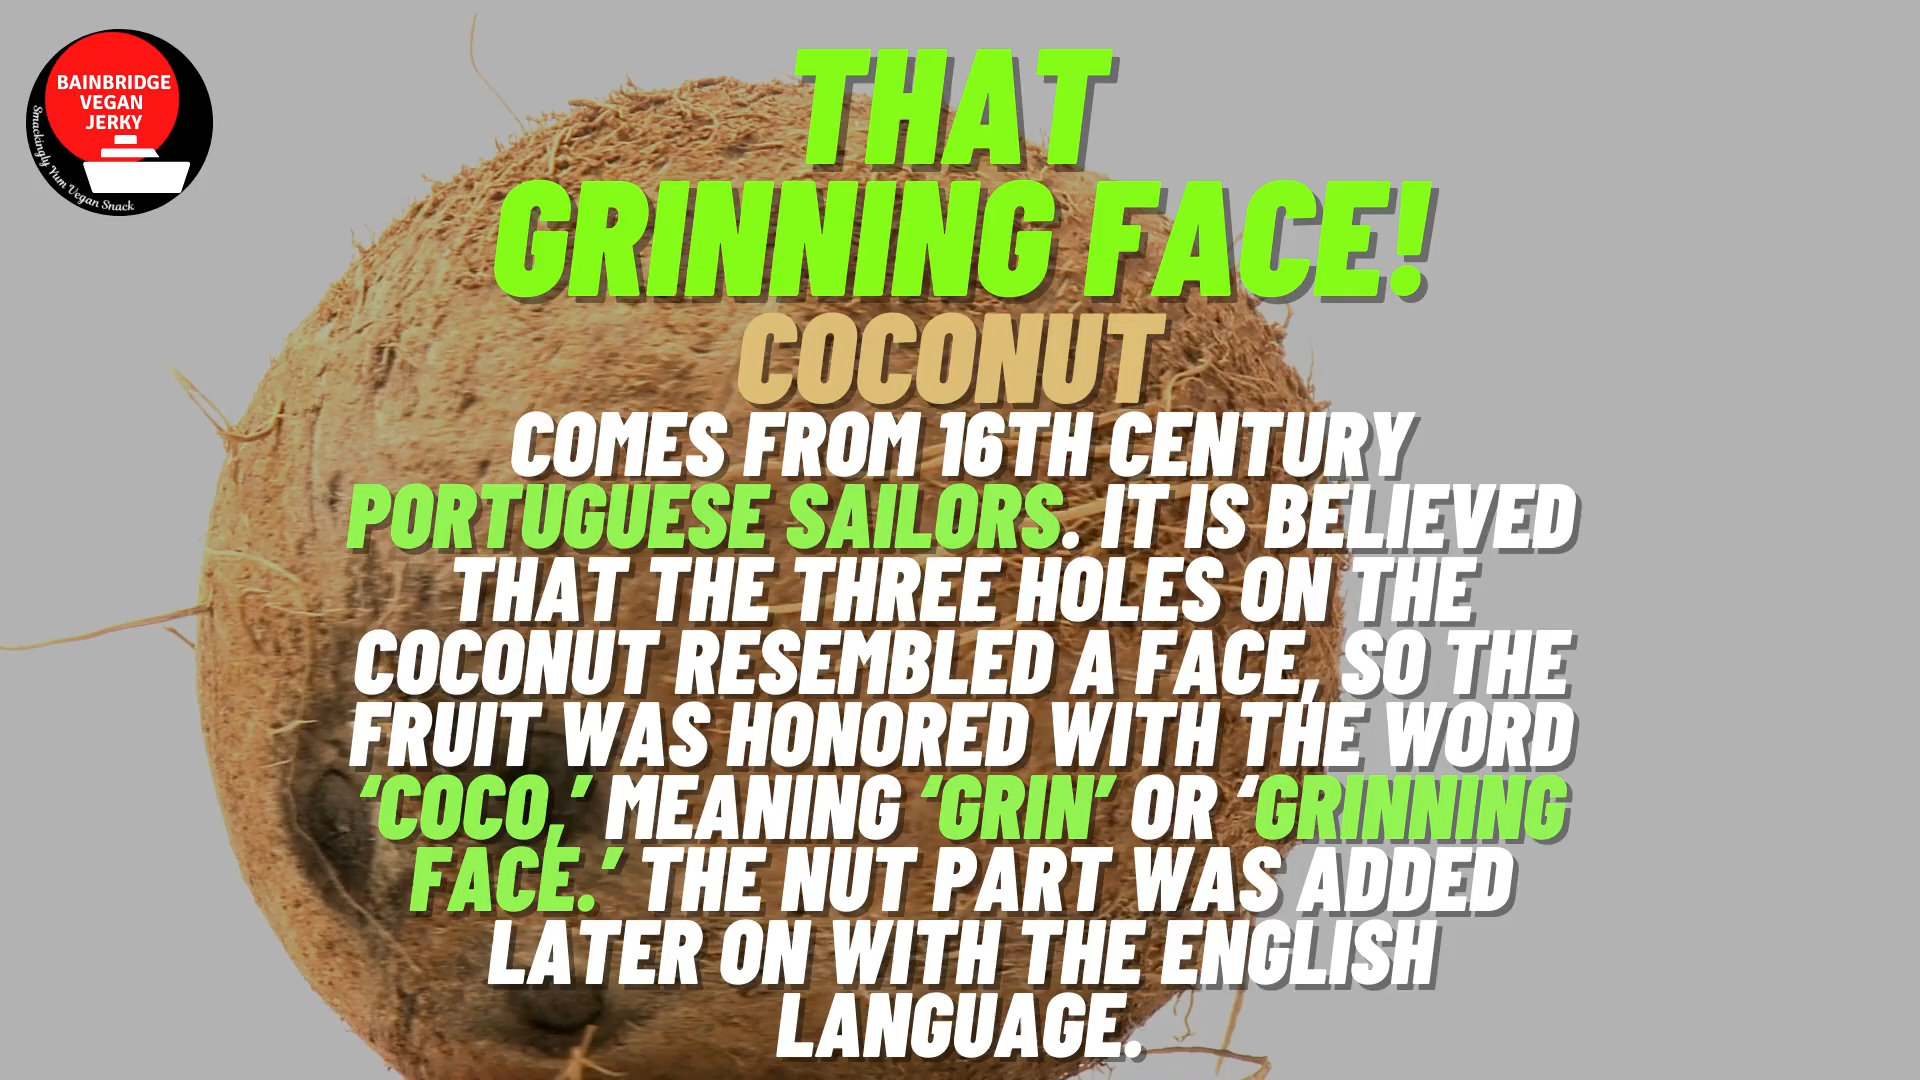 BAINBRIDGE
VEGAN
JERKY
Smackingly Yum Vegan Snack
THAT
GRINNING FACE!
COCONUT
COMES FROM 16TH CENTURY
PORTUGUESE SAILORS. IT IS BELIEVED
THAT THE THREE HOLES ON THE
COCONUT RESEMBLED A FACE, SO THE
FRUIT WAS HONORED WITH THE WORD
‘COCO,’ MEANING ‘GRIN’ OR ‘GRINNING
FACE.’ THE NUT PART WAS ADDED
LATER ON WITH THE ENGLISH
LANGUAGE.